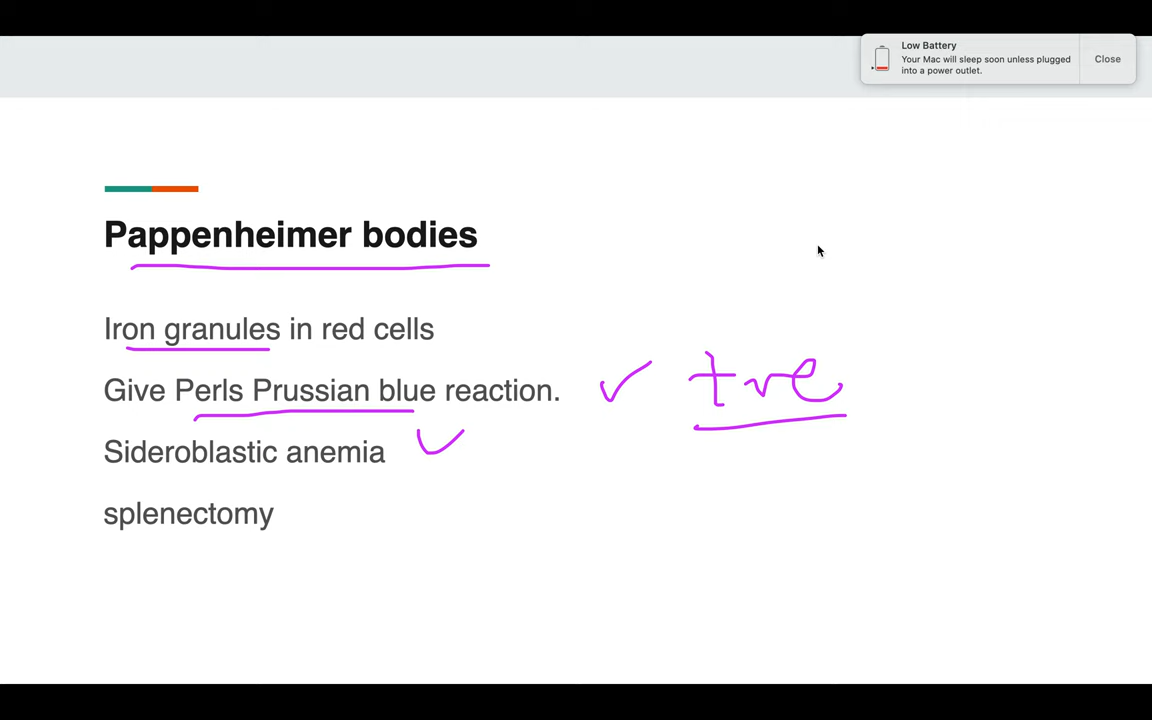 Low Battery
Your Mac will sleep soon unless plugged
into a power outlet.
Close
Pappenheimer bodies
Iron granules in red cells
Give Perls Prussian blue reaction.
+ve
Sideroblastic anemia
splenectomy